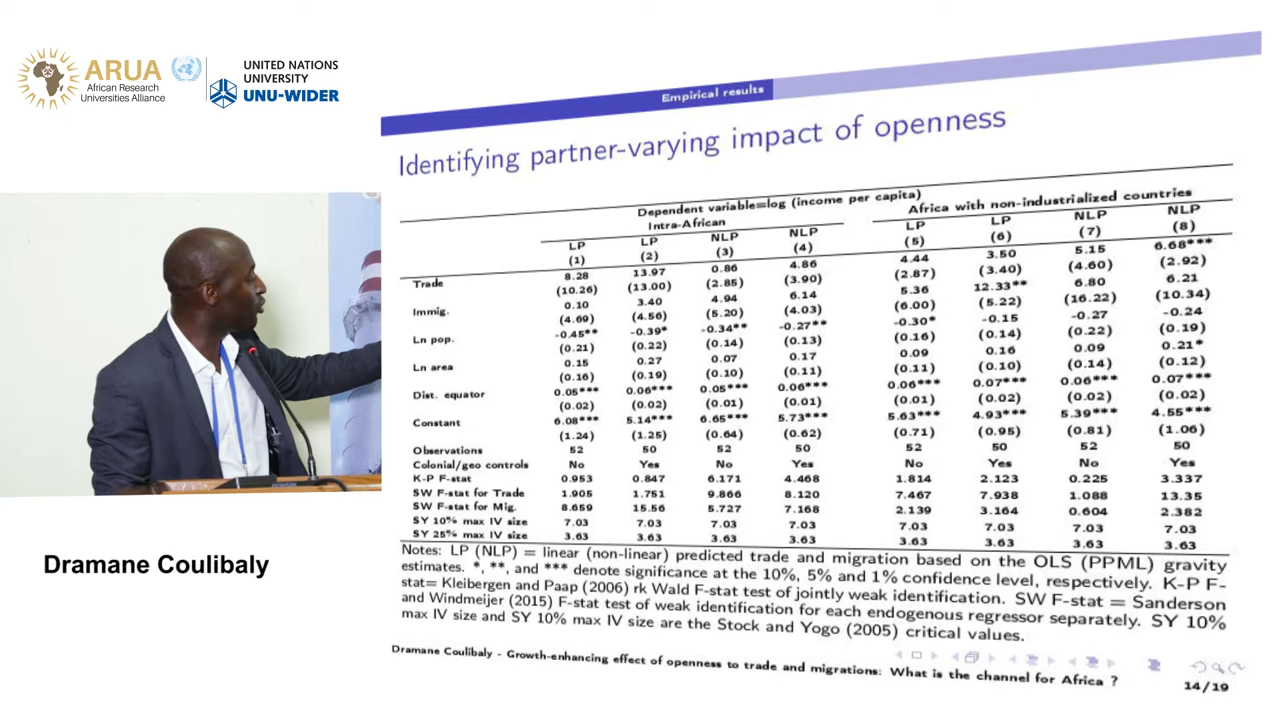 ARUA
African Research
Universities Alliance
UNITED NATIONS
UNIVERSITY
UNU-WIDER
Empirical results
Identifying partner-varying impact of openness
Dependent variable=log (income per capita)
Intra-African Africa with non-industrialized countries
LP LP NLP NLP LP LP NLP NLP
(1) (2) (3) (4) (5) (6) (7) (8)
Trade 8.28 13.97 0.86 4.86 4.44 3.50 5.15 6.68***
(10.26) (13.00) (2.85) (3.90) (2.87) (3.40) (4.60) (2.92)
Immig. 0.10 3.40 4.94 6.14 5.36 12.33** 6.80 6.21
(4.69) (4.56) (5.20) (4.03) (6.00) (5.22) (16.22) (10.34)
Ln pop. -0.45** -0.39* -0.34** -0.27** -0.30* -0.15 -0.27 -0.24
(0.21) (0.22) (0.14) (0.13) (0.16) (0.14) (0.22) (0.19)
Ln area 0.15 0.27 0.07 0.17 0.09 0.16 0.09 0.21*
(0.16) (0.19) (0.10) (0.11) (0.11) (0.10) (0.14) (0.12)
Dist. equator 0.05*** 0.06*** 0.05*** 0.06*** 0.06*** 0.07*** 0.06*** 0.07***
(0.02) (0.02) (0.01) (0.01) (0.01) (0.02) (0.02) (0.02)
Constant 6.08*** 5.14*** 6.65*** 5.73*** 5.63*** 4.93*** 5.39*** 4.55***
(1.24) (1.25) (0.64) (0.62) (0.71) (0.95) (0.81) (1.06)
Observations 52 50 52 50 52 50 52 50
Colonial/geo controls No Yes No Yes No Yes No Yes
K-P F-stat 0.953 0.847 6.171 4.468 1.814 2.123 0.225 3.337
SW F-stat for Trade 1.905 1.751 9.866 8.120 7.467 7.938 1.088 13.35
SW F-stat for Mig. 8.659 15.56 5.727 7.168 2.139 3.164 0.604 2.382
SY 10% max IV size 7.03 7.03 7.03 7.03 7.03 7.03 7.03 7.03
SY 25% max IV size 3.63 3.63 3.63 3.63 3.63 3.63 3.63 3.63
Notes: LP (NLP) = linear (non-linear) predicted trade and migration based on the OLS (PPML) gravity
estimates. *, **, and *** denote significance at the 10%, 5% and 1% confidence level, respectively. K-P F-
stat= Kleibergen and Paap (2006) rk Wald F-stat test of jointly weak identification. SW F-stat = Sanderson
and Windmeijer (2015) F-stat test of weak identification for each endogenous regressor separately. SY 10%
max IV size and SY 10% max IV size are the Stock and Yogo (2005) critical values.
Dramane Coulibaly - Growth-enhancing effect of openness to trade and migrations: What is the channel for Africa ?
14/19
Dramane Coulibaly